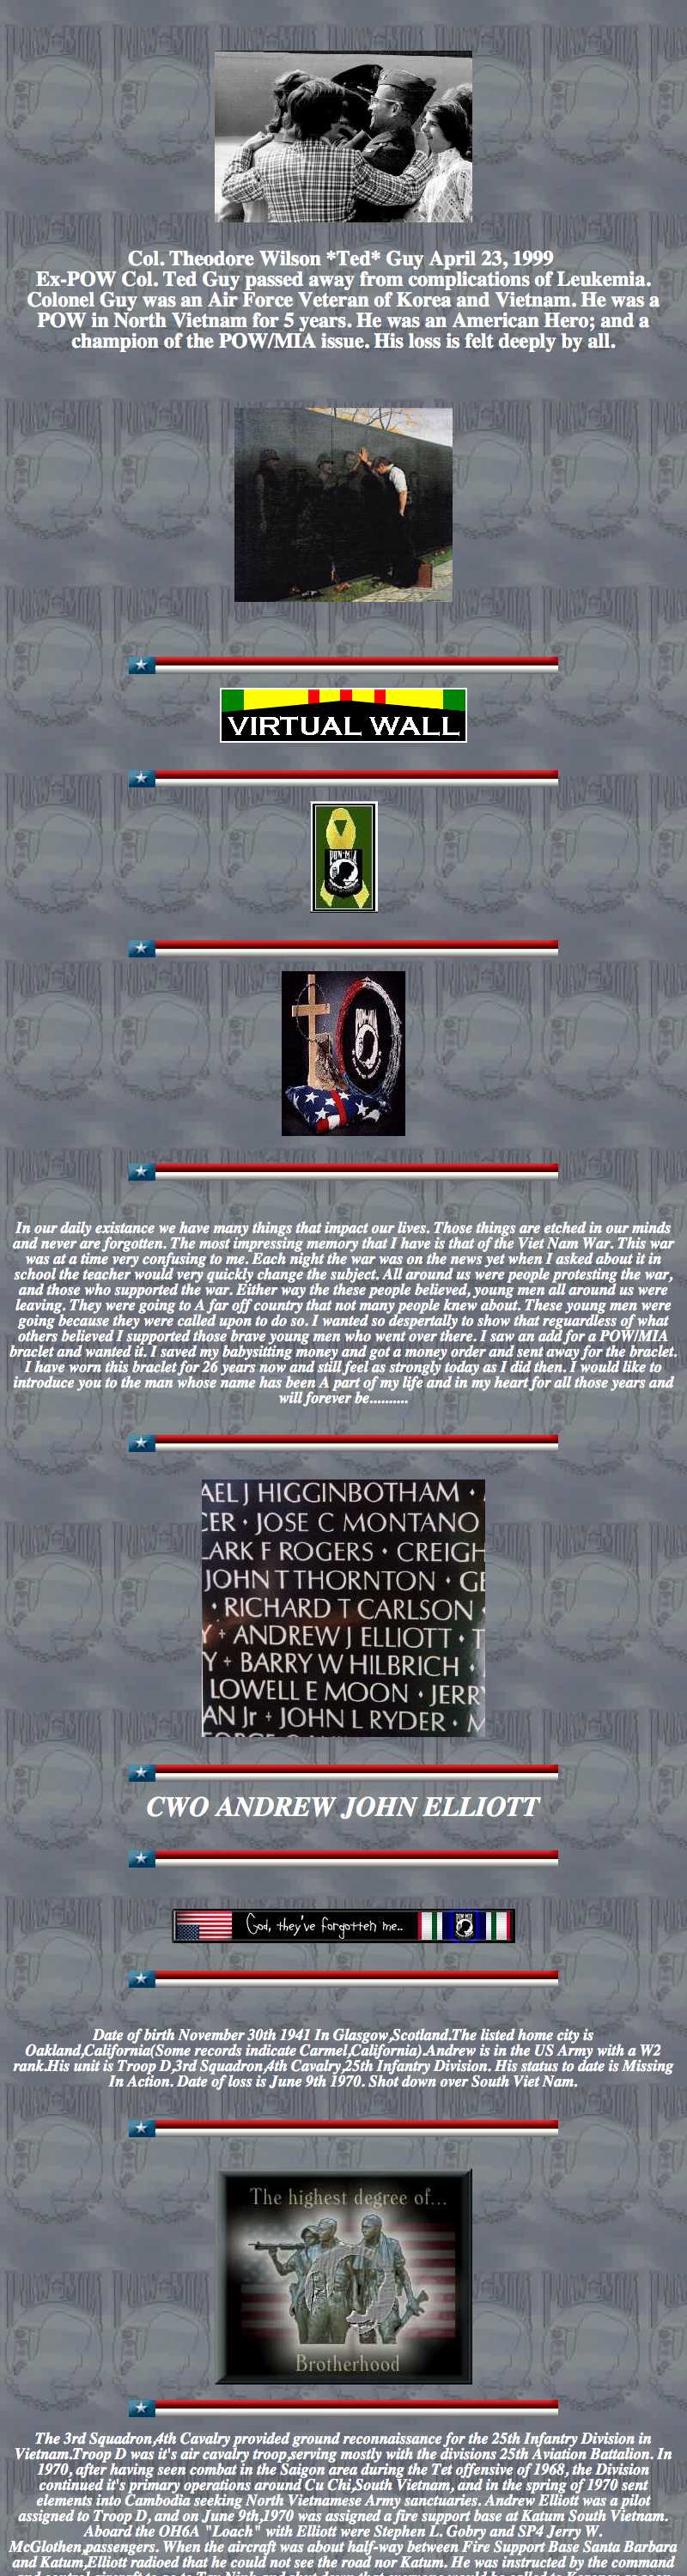 Col. Theodore Wilson *Ted* Guy April 23, 1999
Ex-POW Col. Ted Guy passed away from complications of Leukemia.
Colonel Guy was an Air Force Veteran of Korea and Vietnam. He was a
POW in North Vietnam for 5 years. He was an American Hero; and a
champion of the POW/MIA issue. His loss is felt deeply by all.
VIRTUAL WALL
POW*MIA
In our daily existance we have many things that impact our lives. Those things are etched in our minds
and never are forgotten. The most impressing memory that I have is that of the Viet Nam War. This war
was at a time very confusing to me. Each night the war was on the news yet when I asked about it in
school the teacher would very quickly change the subject. All around us were people protesting the war,
and those who supported the war. Either way the these people believed, young men all around us were
leaving. They were going to A far off country that not many people knew about. These young men were
going because they were called upon to do so. I wanted so despertally to show that reguardless of what
others believed I supported those brave young men who went over there. I saw an add for a POW/MIA
braclet and wanted it. I saved my babysitting money and got a money order and sent away for the braclet.
I have worn this braclet for 26 years now and still feel as strongly today as I did then. I would like to
introduce you to the man whose name has been A part of my life and in my heart for all those years and
will forever be..........
AEL J HIGGINBOTHAM •
CER • JOSE C MONTANO
LARK F ROGERS • CREIGH
JOHN T THORNTON • GE
• RICHARD T CARLSON •
Y + ANDREW J ELLIOTT • T
Y + BARRY W HILBRICH •
LOWELL E MOON • JERRY
AN Jr + JOHN L RYDER • M
CWO ANDREW JOHN ELLIOTT
God, they've forgotten me..
POW*MIA
Date of birth November 30th 1941 In Glasgow,Scotland.The listed home city is
Oakland,California(Some records indicate Carmel,California).Andrew is in the US Army with a W2
rank.His unit is Troop D,3rd Squadron,4th Cavalry,25th Infantry Division. His status to date is Missing
In Action. Date of loss is June 9th 1970. Shot down over South Viet Nam.
The highest degree of...
Brotherhood
The 3rd Squadron,4th Cavalry provided ground reconnaissance for the 25th Infantry Division in
Vietnam.Troop D was it's air cavalry troop,serving mostly with the divisions 25th Aviation Battalion. In
1970, after having seen combat in the Saigon area during the Tet offensive of 1968, the Division
continued it's primary operations around Cu Chi,South Vietnam, and in the spring of 1970 sent
elements into Cambodia seeking North Vietnamese Army sanctuaries. Andrew Elliott was a pilot
assigned to Troop D, and on June 9th,1970 was assigned a fire support base at Katum South Vietnam.
Aboard the OH6A "Loach" with Elliott were Stephen L. Gobry and SP4 Jerry W.
McGlothen,passengers. When the aircraft was about half-way between Fire Support Base Santa Barbara
and Katum,Elliott radioed that he could not see the road nor Katum. He was instructed by the command